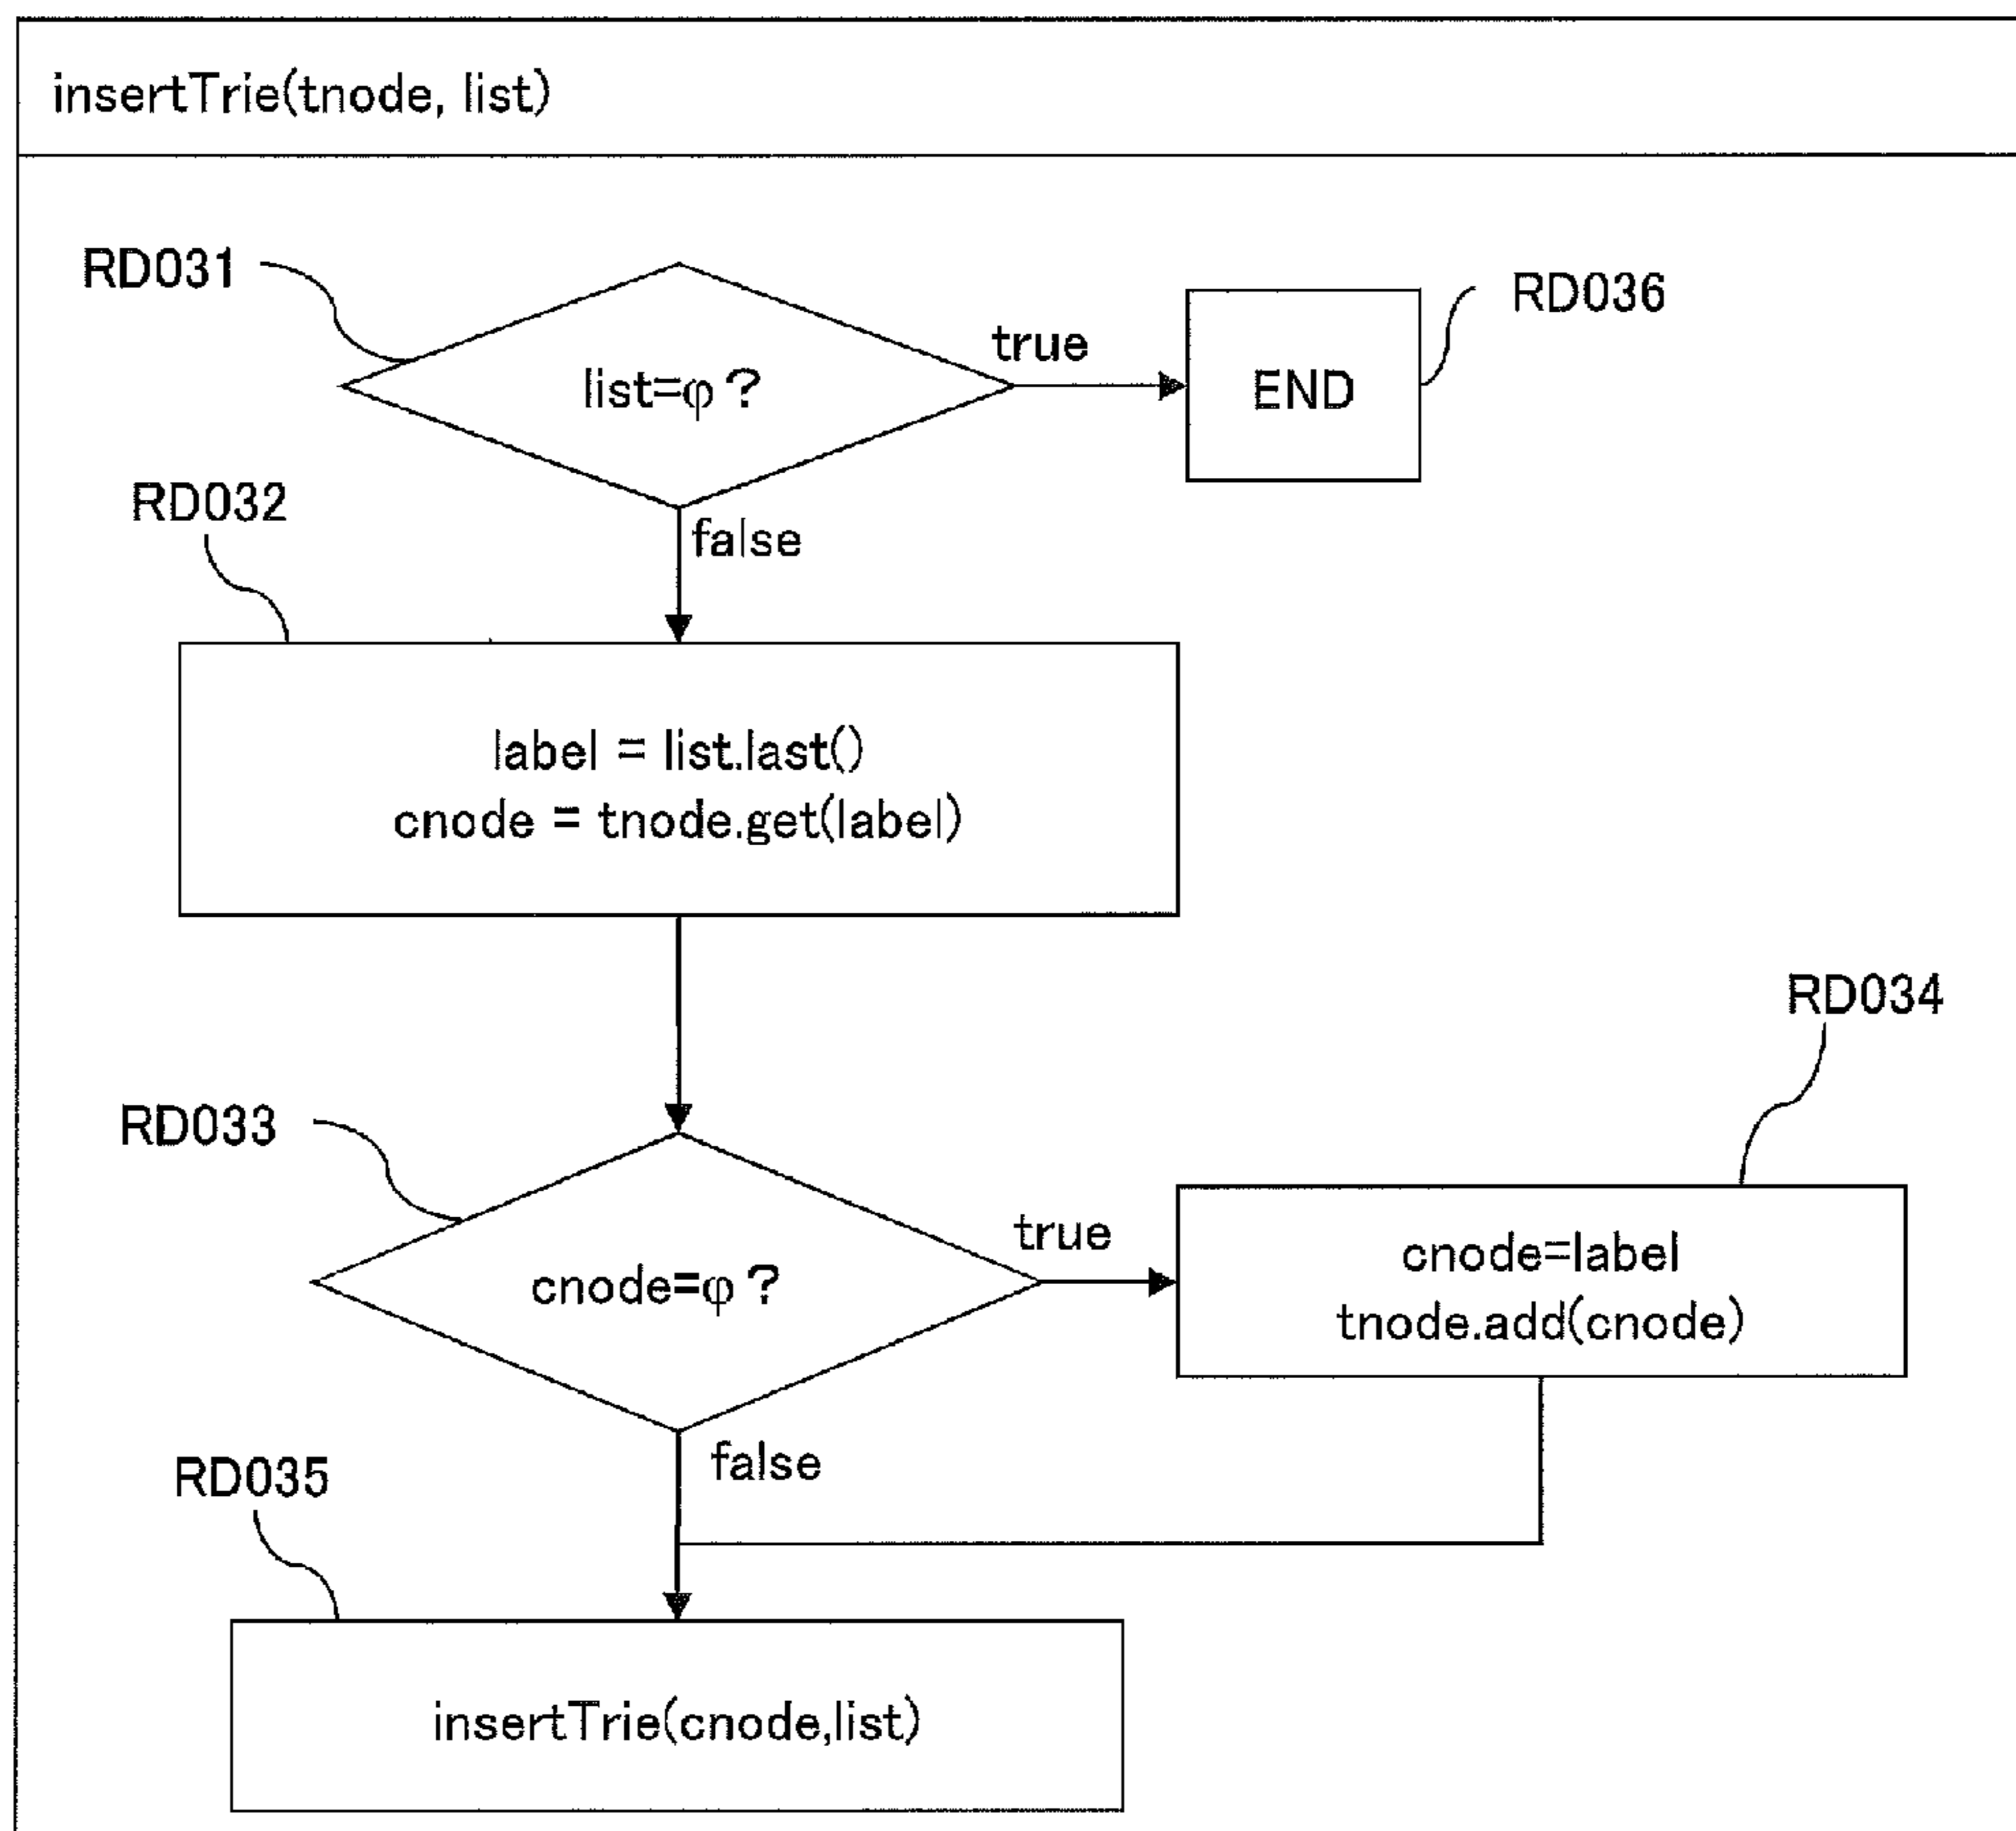 insertTrie(tnode, list)
RD031
true
RD036
list=φ ?
END
RD032
false
label = list.last()
cnode = tnode.get(label)
RD034
RD033
true
cnode=φ ?
cnode=label
tnode.add(cnode)
false
RD035
insertTrie(cnode,list)